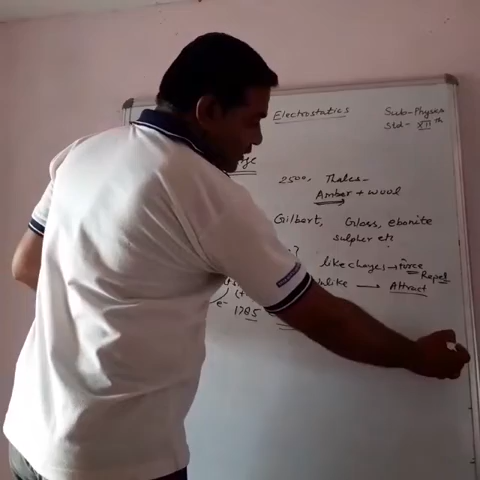 Electrostatics
Sub-Physics
Std- XII th
2500, Thales-
Amber + wool
Gilbert, Glass, ebonite
sulpher etc
?
like charges → force
Repel
unlike → Attract
e-
1785